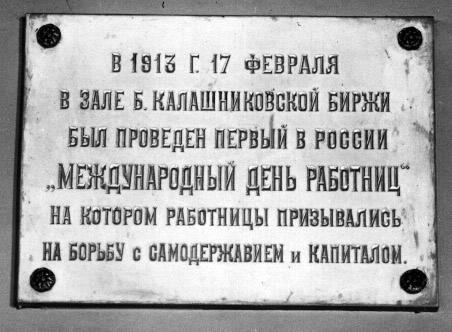 В 1913 Г. 17 ФЕВРАЛЯ
В ЗАЛЕ Б. КАЛАШНИКОВСКОЙ БИРЖИ
БЫЛ ПРОВЕДЕН ПЕРВЫЙ В РОССИИ
„МЕЖДУНАРОДНЫЙ ДЕНЬ РАБОТНИЦ“
НА КОТОРОМ РАБОТНИЦЫ ПРИЗЫВАЛИСЬ
НА БОРЬБУ С САМОДЕРЖАВИЕМ И КАПИТАЛОМ.